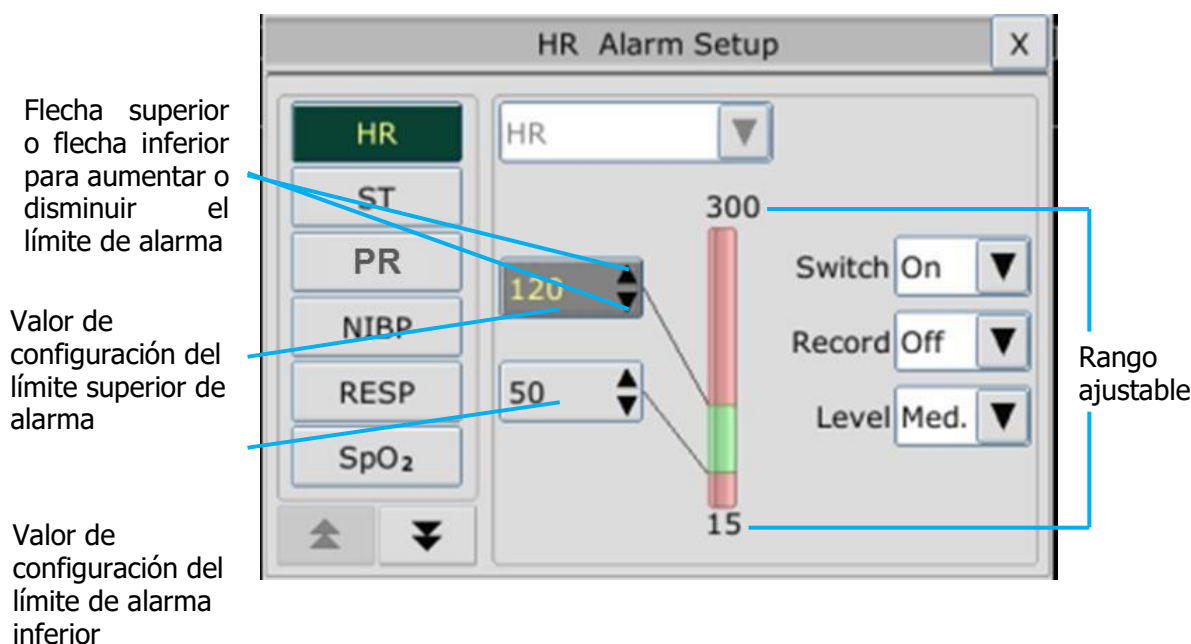 HR Alarm Setup
X
Flecha superior
o flecha inferior
para aumentar o
disminuir el
límite de alarma
Valor de
configuración del
límite superior de
alarma
Valor de
configuración del
límite de alarma
inferior
HR
ST
PR
NIBP
RESP
SpO₂
HR
120
50
300
15
Switch On
Record Off
Level Med.
Rango
ajustable